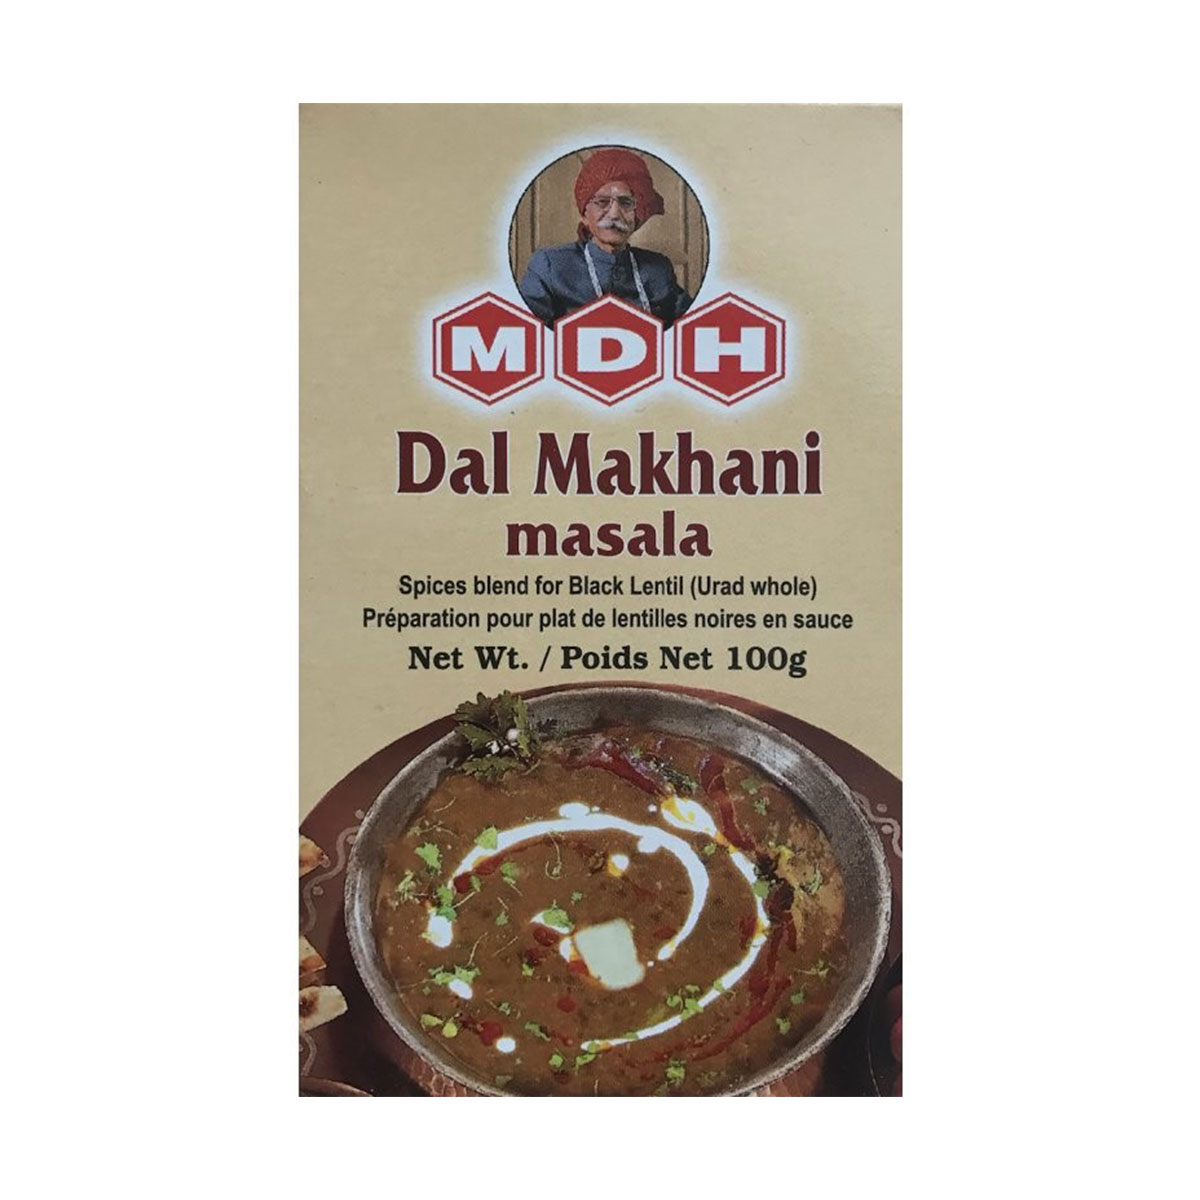 MDH
Dal Makhani
masala
Spices blend for Black Lentil (Urad whole)
Préparation pour plat de lentilles noires en sauce
Net Wt. / Poids Net 100g